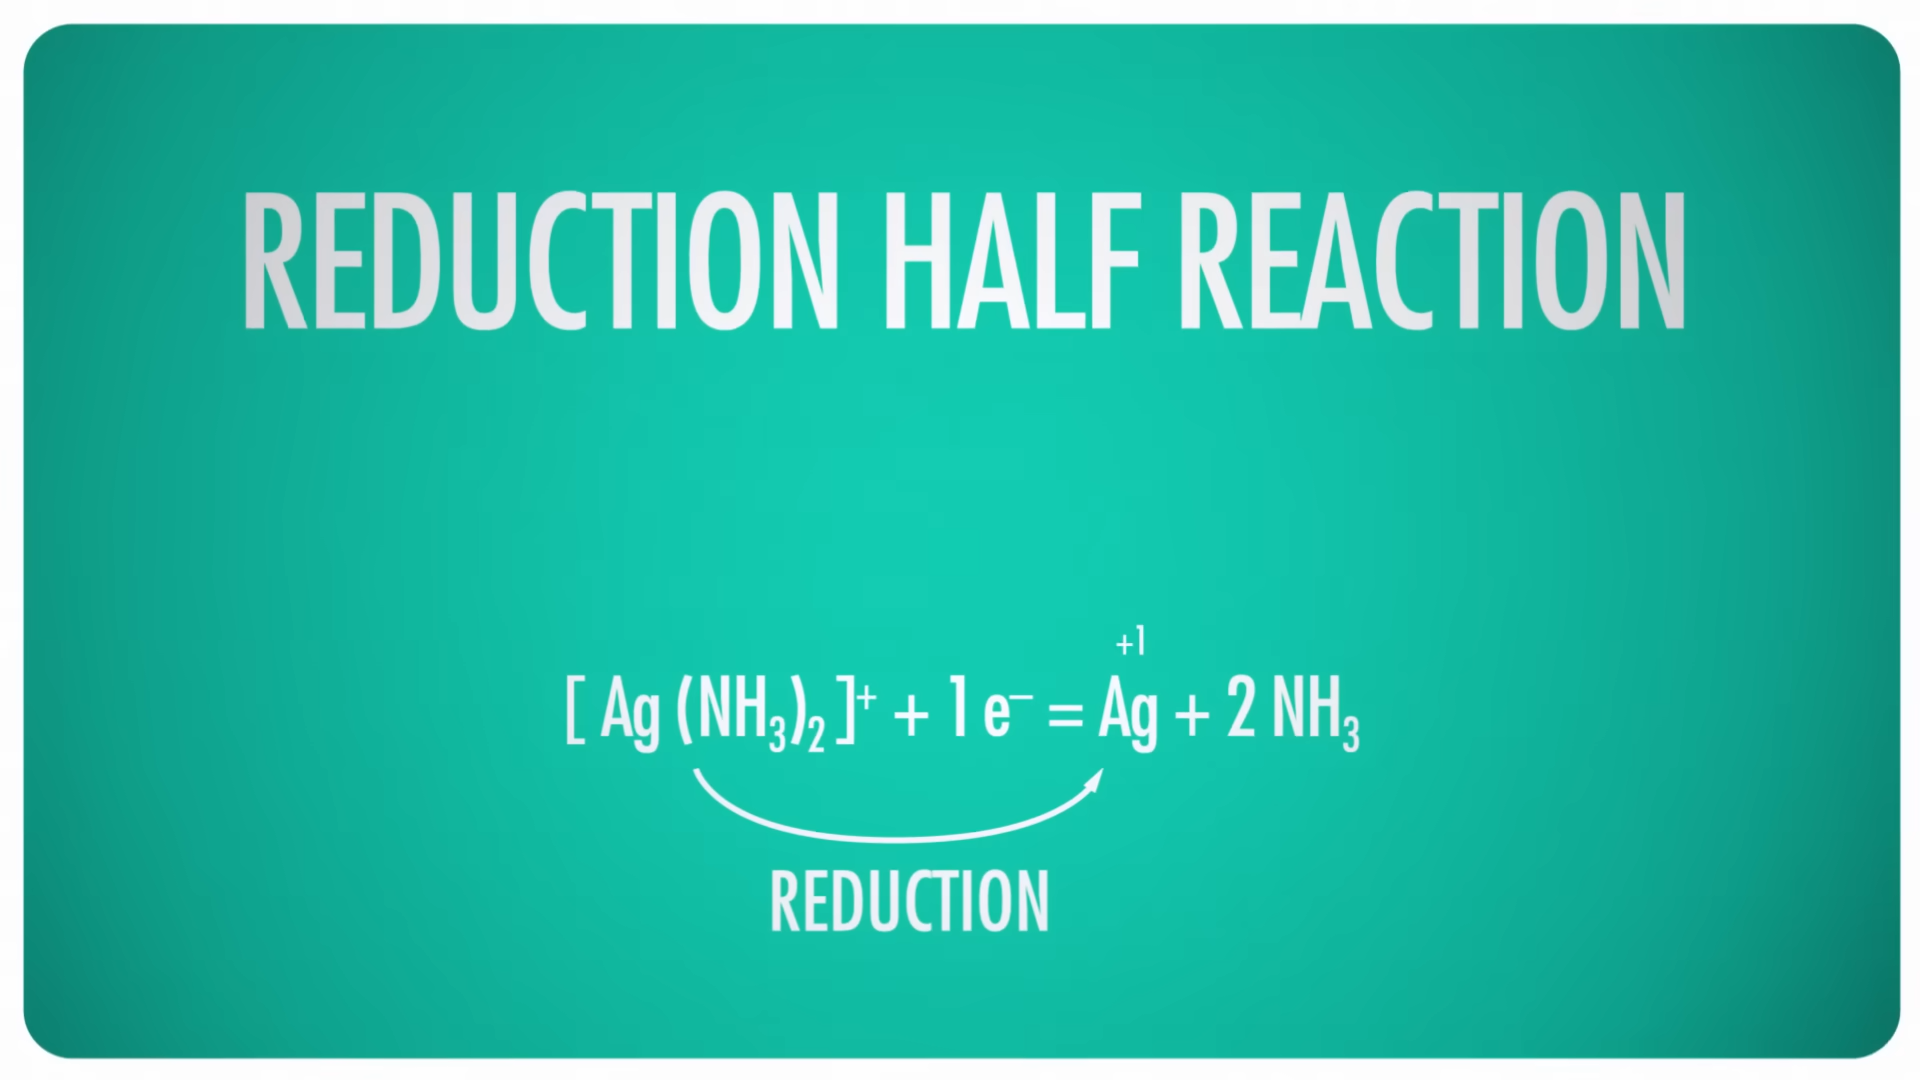 REDUCTION HALF REACTION
+1
[ Ag (NH₃)₂ ]⁺ + 1 e⁻ = Ag + 2 NH₃
REDUCTION